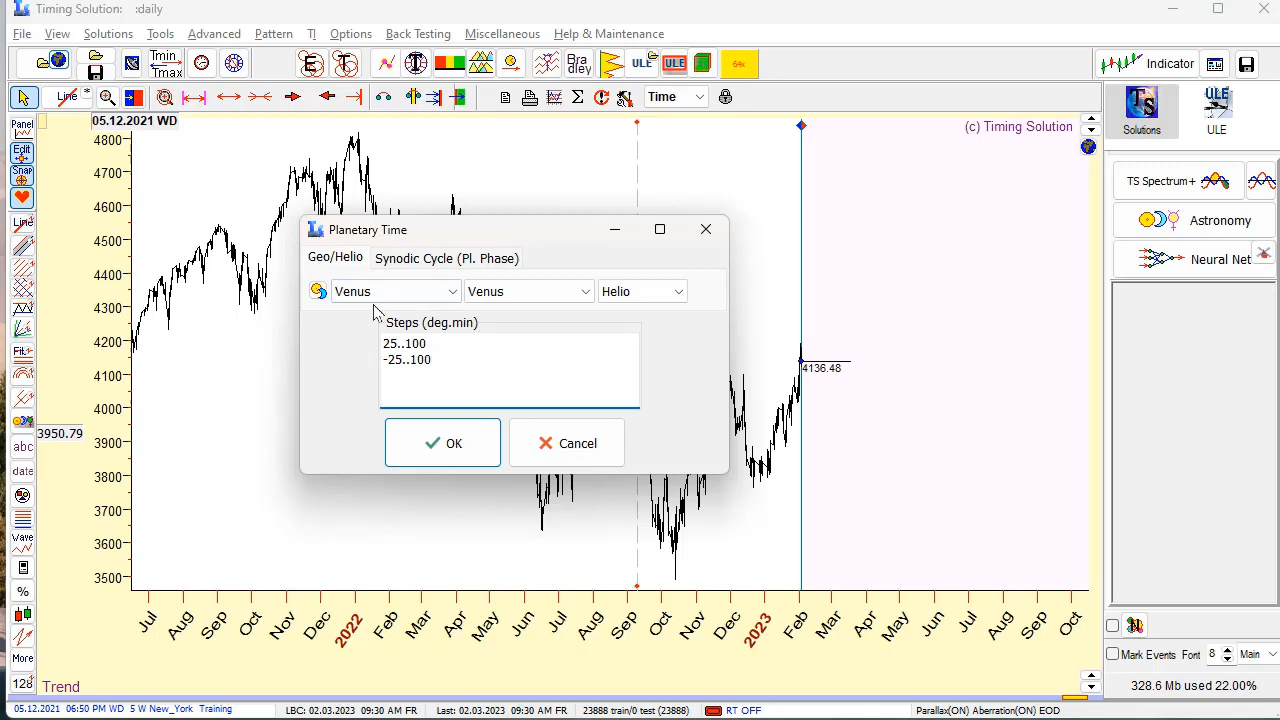 Timing Solution: :daily
File View Solutions Tools Advanced Pattern TI Options Back Testing Miscellaneous Help & Maintenance
Tmin
Tmax
E T Bra
dley ULE ULE 64x Indicator
Line * Σ Time
Panel
Edit
Snap
Line
Fit..
abc
date
Wave
%
More
123
05.12.2021 WD
(c) Timing Solution
4800
4700
4600
4500
4400
4300
4200
4100
4000
3900
3800
3700
3600
3500
3950.79
4136.48
Planetary Time
Geo/Helio Synodic Cycle (Pl. Phase)
Venus Venus Helio
Steps (deg.min)
25..100
-25..100
OK Cancel
Jul Aug Sep Oct Nov Dec 2022 Feb Mar Apr May Jun Jul Aug Sep Oct Nov Dec 2023 Feb Mar Apr May Jun Jul Aug Sep Oct
Trend
TS
Solutions
ULE
ULE
TS Spectrum+
Astronomy
Neural Net
Mark Events Font 8 Main
328.6 Mb used 22.00%
05.12.2021 06:50 PM WD 5 W New_York Training LBC: 02.03.2023 09:30 AM FR Last: 02.03.2023 09:30 AM FR 23888 train/0 test (23888) RT OFF Parallax(ON) Aberration(ON) EOD